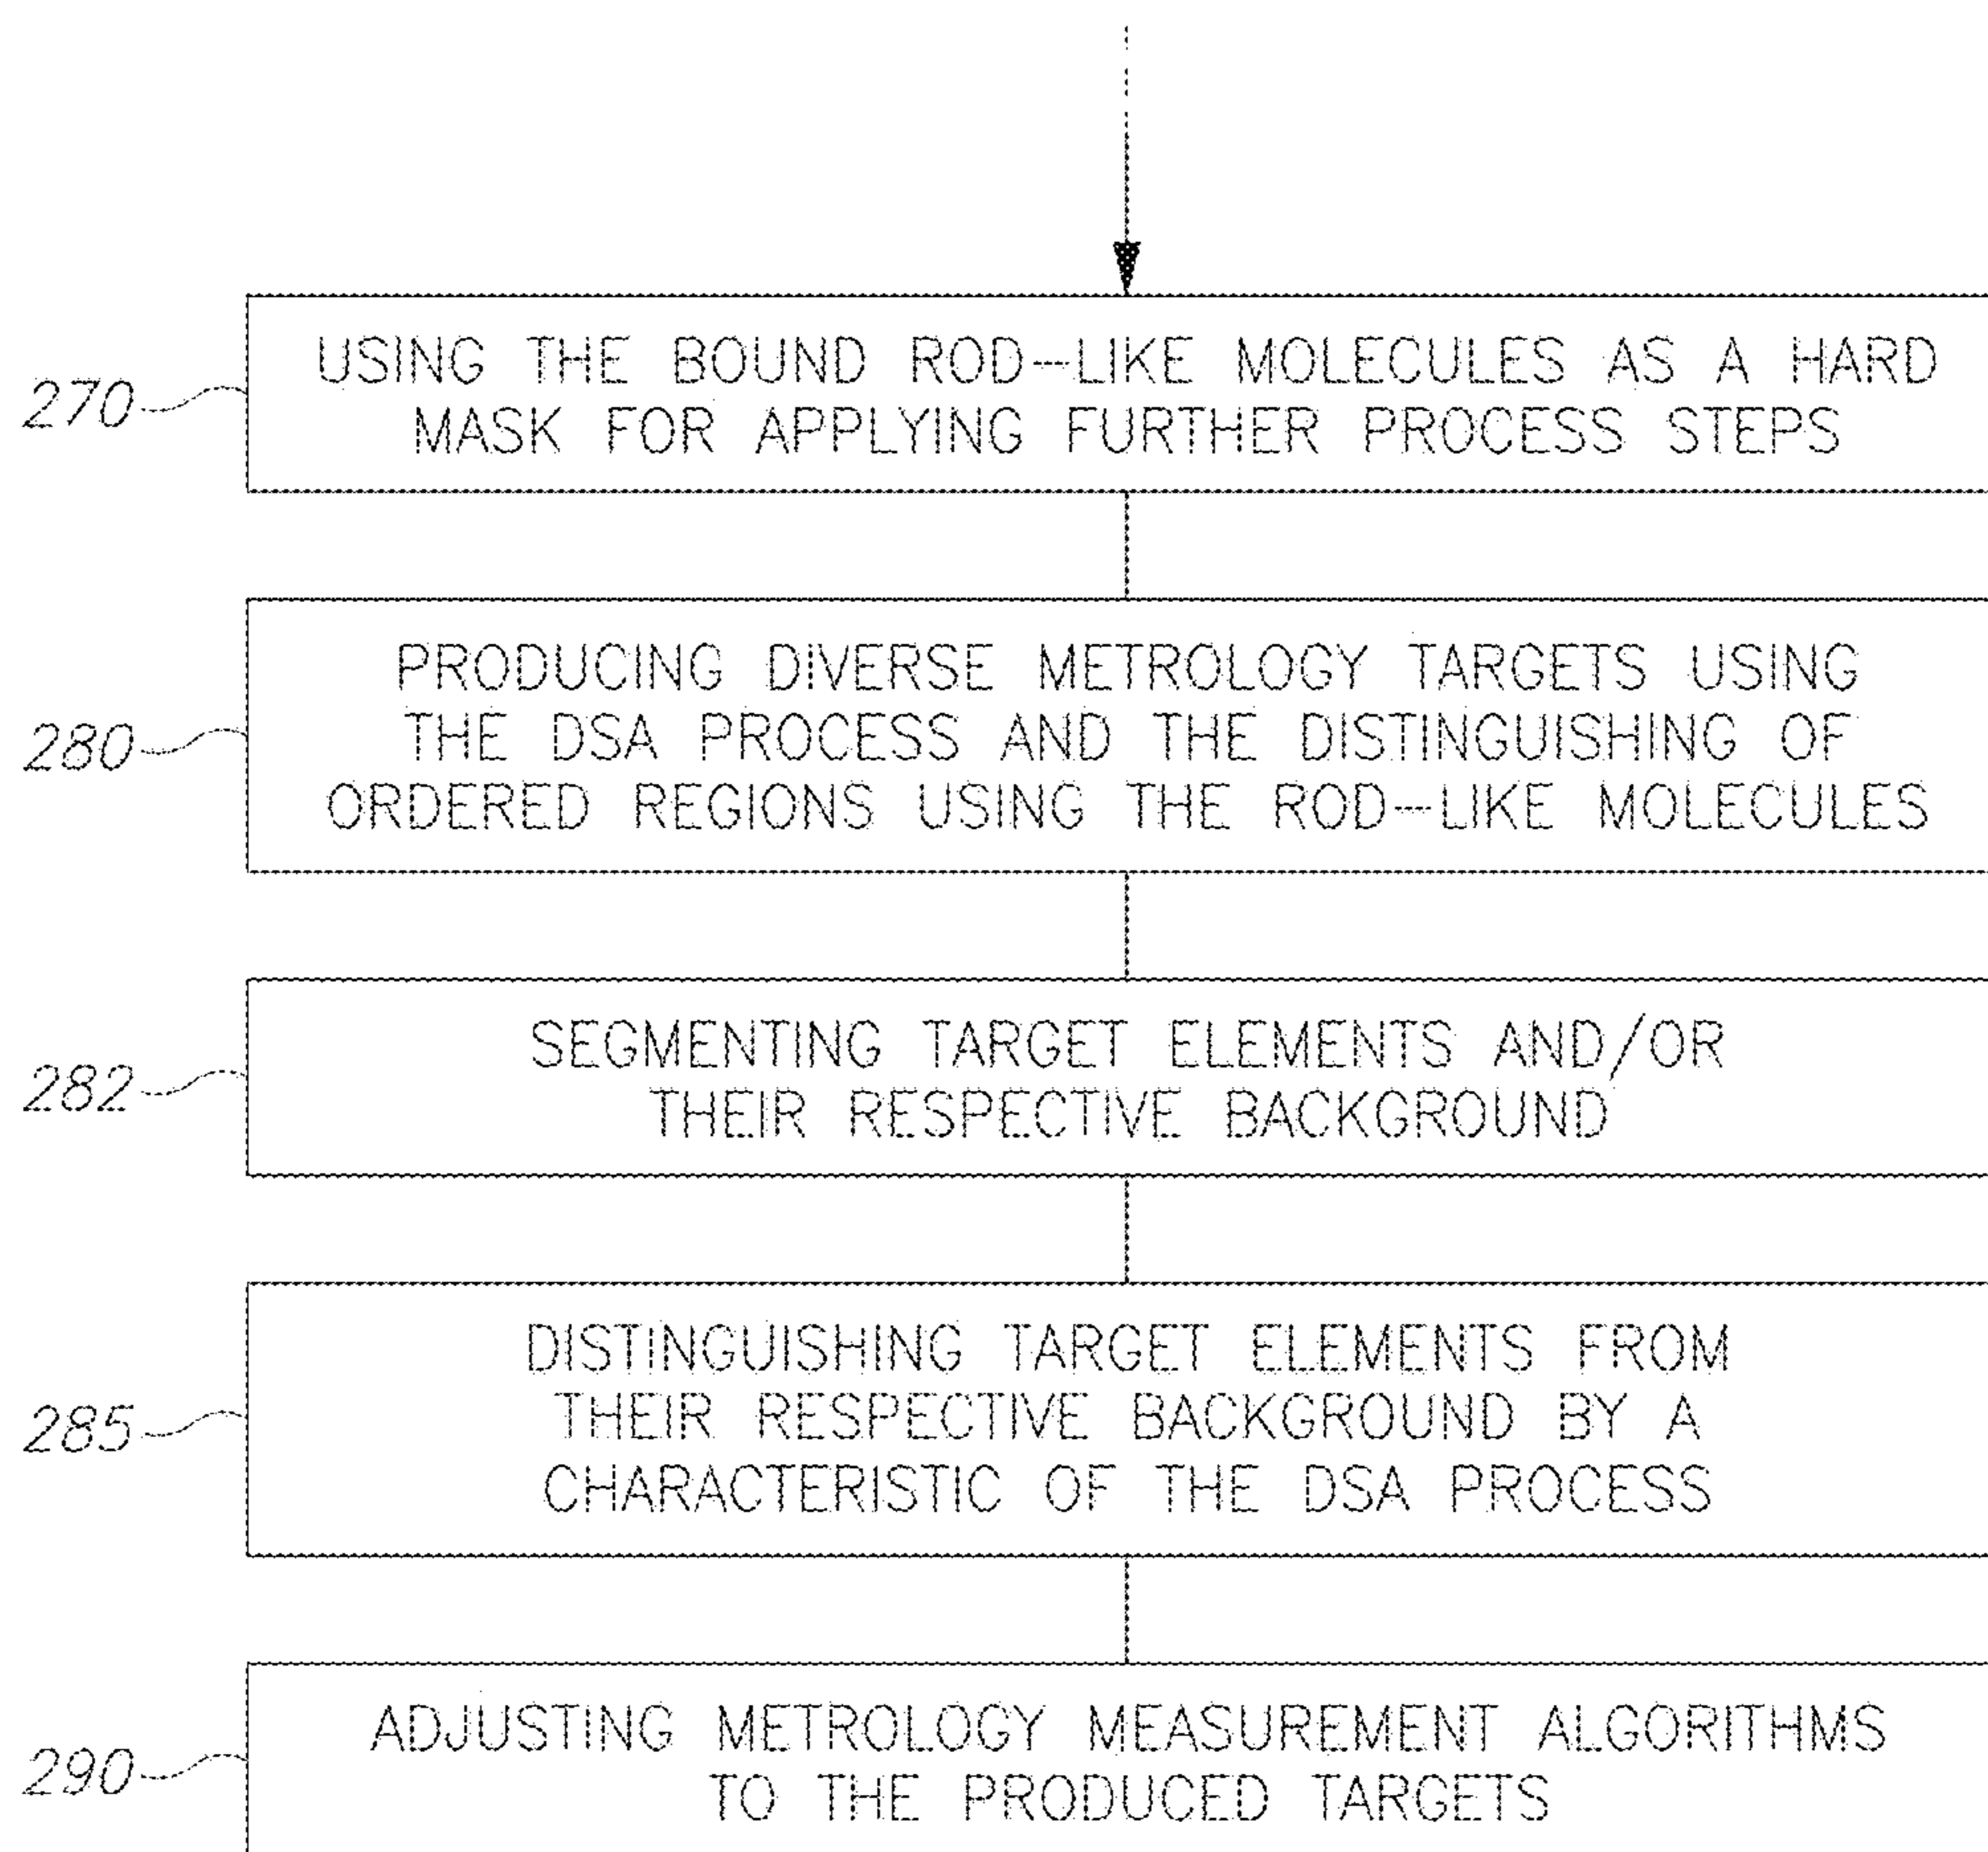 USING THE BOUND ROD--LIKE MOLECULES AS A HARD
270
MASK FOR APPLYING FURTHER PROCESS STEPS
PRODUCING DIVERSE METROLOGY TARGETS USING
280
THE DSA PROCESS AND THE DISTINGUISHING OF
ORDERED REGIONS USING THE ROD--LIKE MOLECULES
SEGMENTING TARGET ELEMENTS AND/OR
282
THEIR RESPECTIVE BACKGROUND
DISTINGUISHING TARGET ELEMENTS FROM
285
THEIR RESPECTIVE BACKGROUND BY A
CHARACTERISTIC OF THE DSA PROCESS
ADJUSTING METROLOGY MEASUREMENT ALGORITHMS
290
TO THE PRODUCED TARGETS